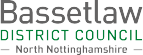 Bassetlaw
DISTRICT COUNCIL
North Nottinghamshire